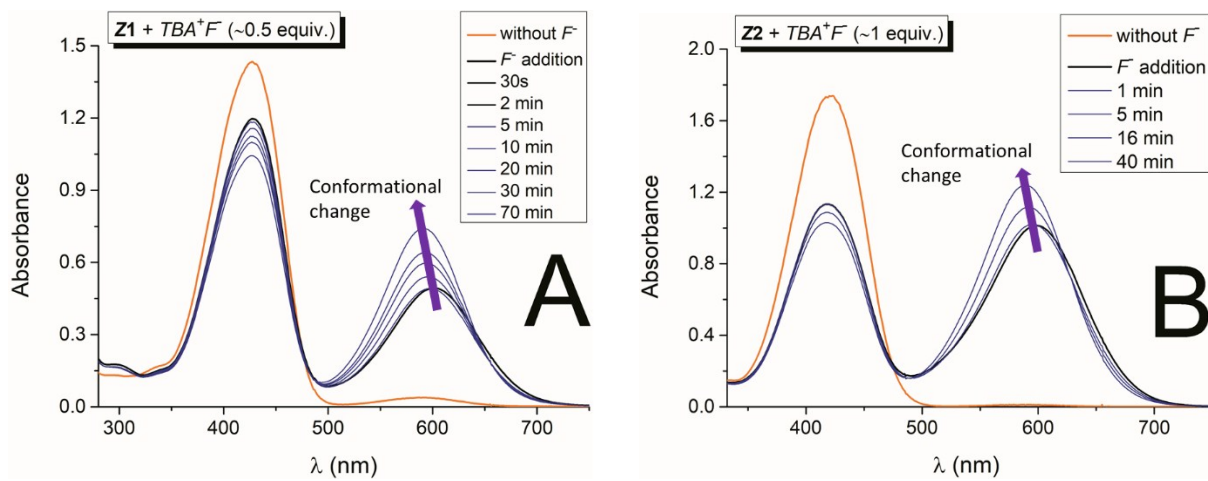 Z1 + TBA⁺F⁻ (~0.5 equiv.)
without F⁻
F⁻ addition
30s
2 min
5 min
10 min
20 min
30 min
70 min
Conformational
change
A
Absorbance
1.5
1.2
0.9
0.6
0.3
0.0
300
400
500
600
700
λ (nm)
Z2 + TBA⁺F⁻ (~1 equiv.)
without F⁻
F⁻ addition
1 min
5 min
16 min
40 min
Conformational
change
B
Absorbance
2.0
1.6
1.2
0.8
0.4
0.0
400
500
600
700
λ (nm)